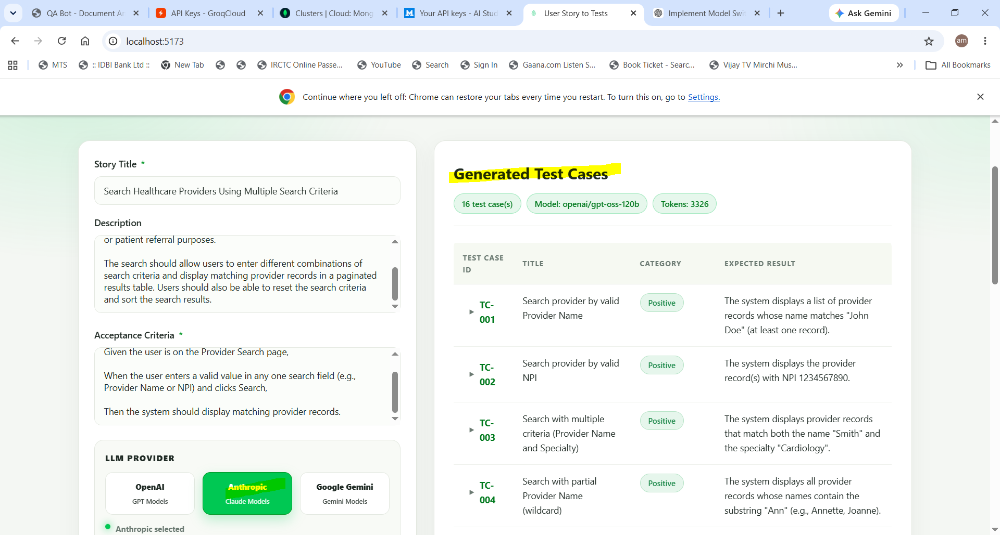 QA Bot - Document Ar
API Keys - GroqCloud
Clusters | Cloud: Mong
Your API keys - AI Stud
User Story to Tests
Implement Model Swi
Ask Gemini
localhost:5173
am
MTS
:: IDBI Bank Ltd ::
New Tab
IRCTC Online Passe...
YouTube
Search
Sign In
Gaana.com Listen S...
Book Ticket - Searc...
Vijay TV Mirchi Mus...
All Bookmarks
Continue where you left off: Chrome can restore your tabs every time you restart. To turn this on, go to Settings.
Story Title *
Search Healthcare Providers Using Multiple Search Criteria
Description
or patient referral purposes.
The search should allow users to enter different combinations of
search criteria and display matching provider records in a paginated
results table. Users should also be able to reset the search criteria
and sort the search results.
Acceptance Criteria *
Given the user is on the Provider Search page,
When the user enters a valid value in any one search field (e.g.,
Provider Name or NPI) and clicks Search,
Then the system should display matching provider records.
LLM PROVIDER
OpenAI
GPT Models
Anthropic
Claude Models
Google Gemini
Gemini Models
Anthropic selected
Generated Test Cases
16 test case(s)
Model: openai/gpt-oss-120b
Tokens: 3326
TEST CASE
ID
TITLE
CATEGORY
EXPECTED RESULT
TC-
001
Search provider by valid
Provider Name
Positive
The system displays a list of provider
records whose name matches "John
Doe" (at least one record).
TC-
002
Search provider by valid
NPI
Positive
The system displays the provider
record(s) with NPI 1234567890.
TC-
003
Search with multiple
criteria (Provider Name
and Specialty)
Positive
The system displays provider records
that match both the name "Smith" and
the specialty "Cardiology".
TC-
004
Search with partial
Provider Name
(wildcard)
Positive
The system displays all provider
records whose names contain the
substring "Ann" (e.g., Annette, Joanne).